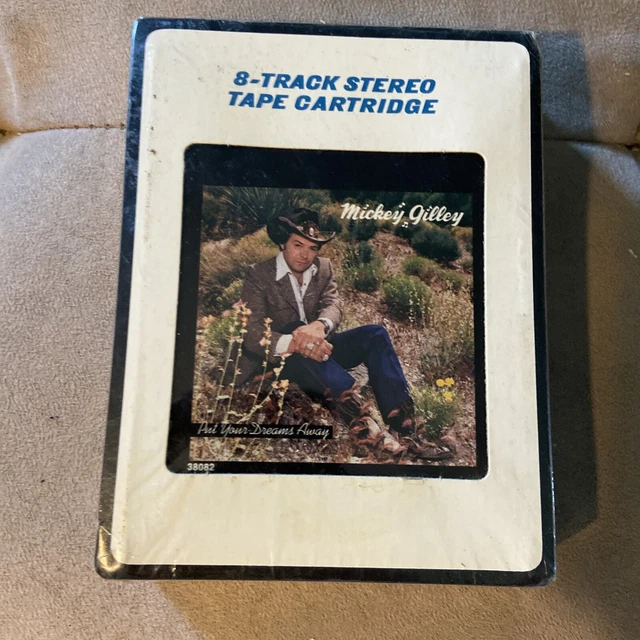 8-TRACK STEREO
TAPE CARTRIDGE
Mickey Gilley
Put Your Dreams Away
38082